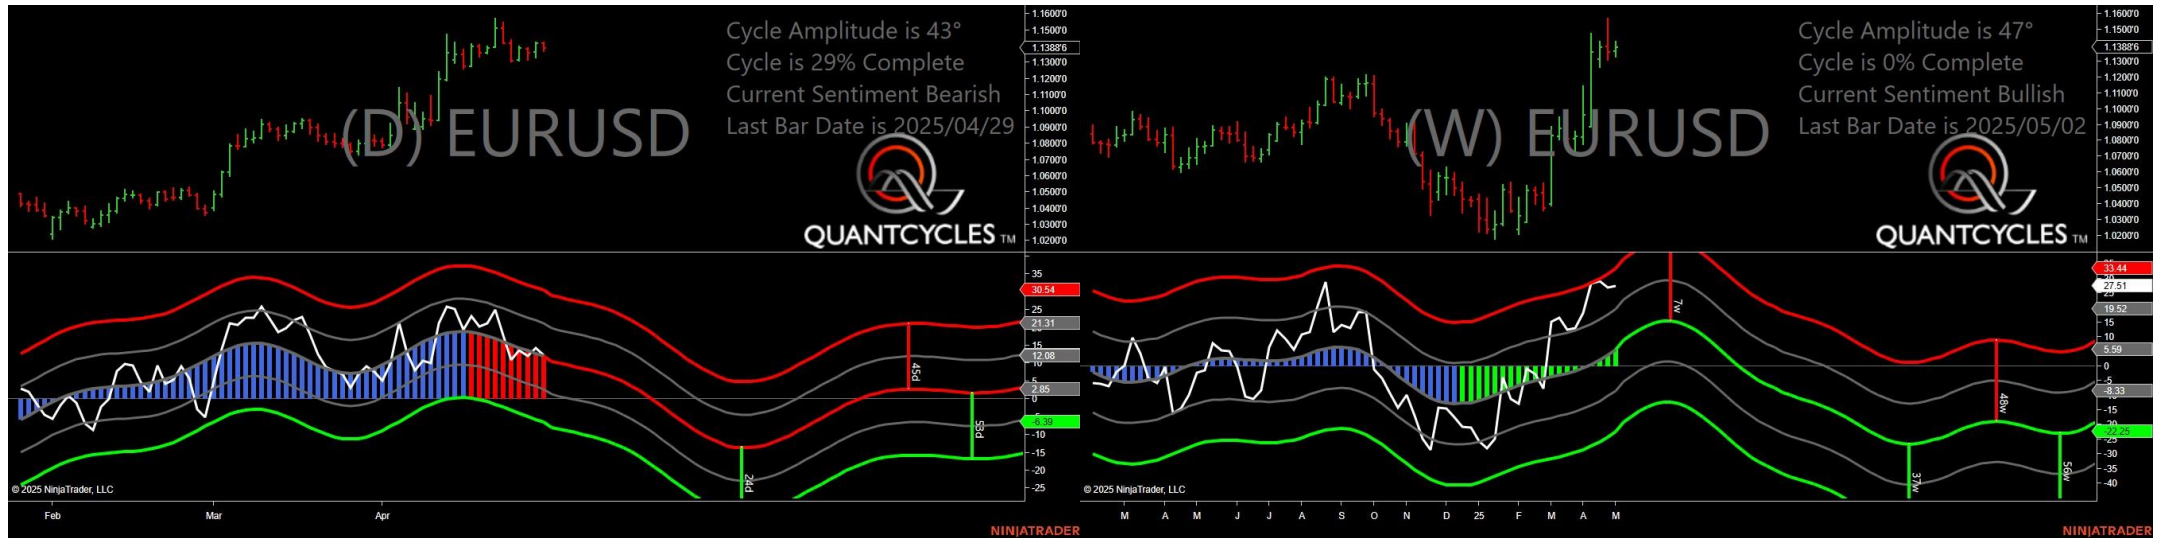 Cycle Amplitude is 43°
Cycle is 29% Complete
Current Sentiment Bearish
Last Bar Date is 2025/04/29
(D) EURUSD
QUANTCYCLES TM
1.1600'0
1.1500'0
1.1388'6
1.1300'0
1.1200'0
1.1100'0
1.1000'0
1.0900'0
1.0800'0
1.0700'0
1.0600'0
1.0500'0
1.0400'0
1.0300'0
1.0200'0
35
30.54
25
21.31
15
12.08
5
2.85
0
-6.39
-10
-15
-20
-25
45d
53d
24d
© 2025 NinjaTrader, LLC
Feb Mar Apr
NINJATRADER
Cycle Amplitude is 47°
Cycle is 0% Complete
Current Sentiment Bullish
Last Bar Date is 2025/05/02
(W) EURUSD
QUANTCYCLES TM
1.1600'0
1.1500'0
1.1388'6
1.1300'0
1.1200'0
1.1100'0
1.1000'0
1.0900'0
1.0800'0
1.0700'0
1.0600'0
1.0500'0
1.0400'0
1.0300'0
1.0200'0
33.44
27.51
25
19.52
15
10
5.59
0
-5
-8.33
-15
-22.25
-25
-30
-35
-40
7w
48w
37w
56w
© 2025 NinjaTrader, LLC
M A M J J A S O N D 25 F M A M
NINJATRADER